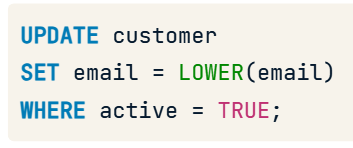 UPDATE customer
SET email = LOWER(email)
WHERE active = TRUE;